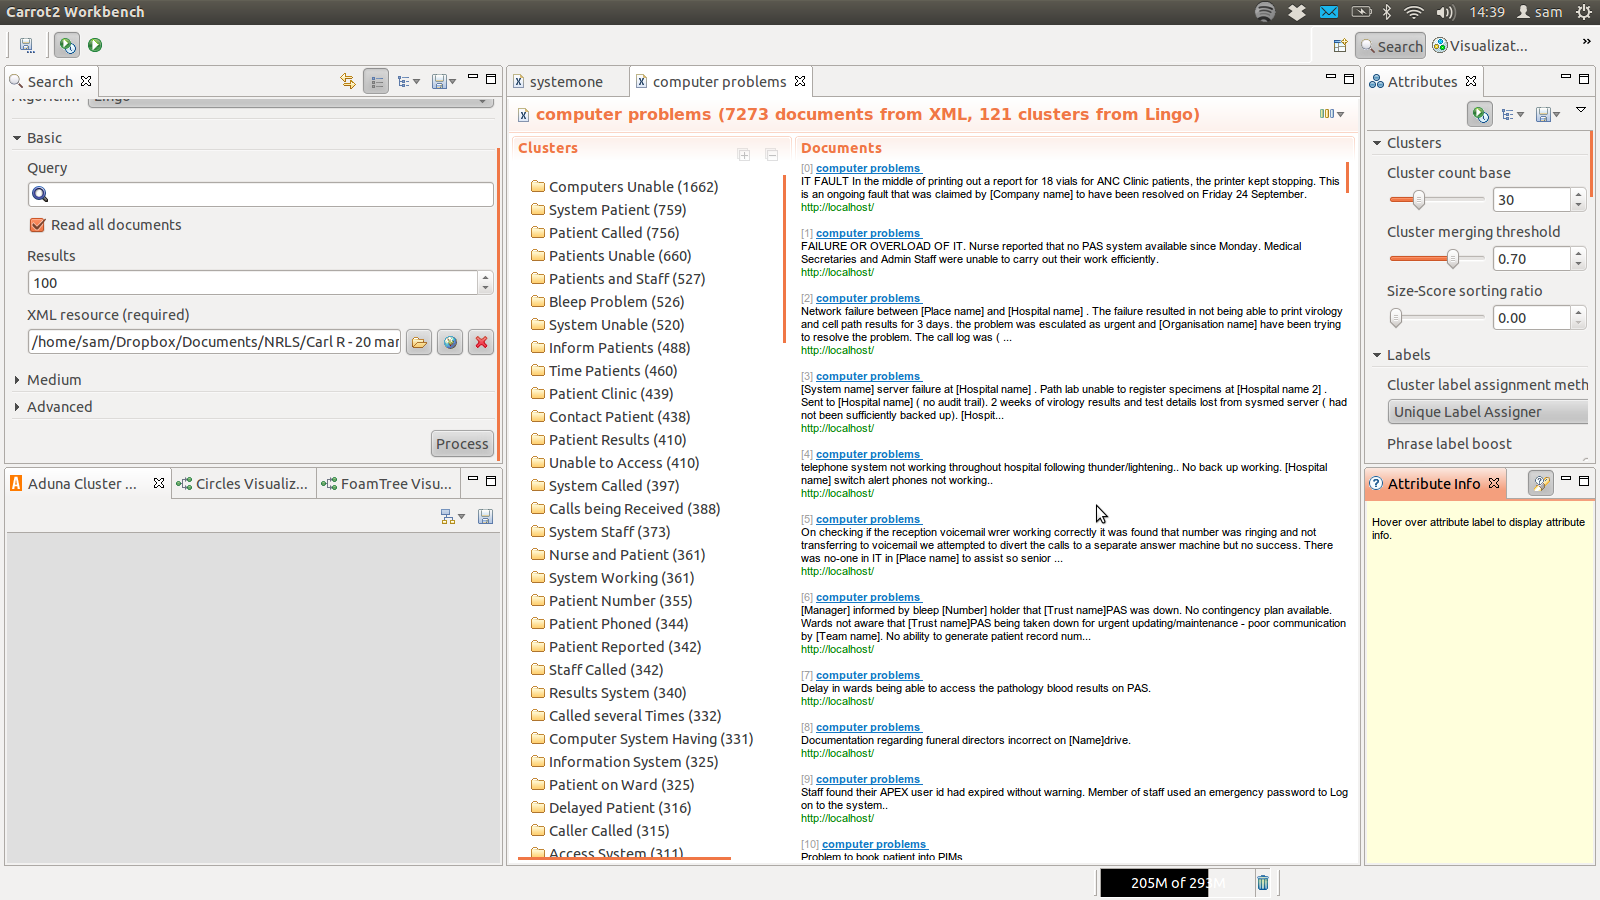 Carrot2 Workbench
14:39
sam
Search
Visualizat...
»
Search
Basic
Query
Read all documents
Results
100
XML resource (required)
/home/sam/Dropbox/Documents/NRLS/Carl R - 20 mar
Medium
Advanced
Process
Aduna Cluster ...
Circles Visualiz...
FoamTree Visu...
systemone
computer problems
computer problems (7273 documents from XML, 121 clusters from Lingo)
Clusters
Computers Unable (1662)
System Patient (759)
Patient Called (756)
Patients Unable (660)
Patients and Staff (527)
Bleep Problem (526)
System Unable (520)
Inform Patients (488)
Time Patients (460)
Patient Clinic (439)
Contact Patient (438)
Patient Results (410)
Unable to Access (410)
System Called (397)
Calls being Received (388)
System Staff (373)
Nurse and Patient (361)
System Working (361)
Patient Number (355)
Patient Phoned (344)
Patient Reported (342)
Staff Called (342)
Results System (340)
Called several Times (332)
Computer System Having (331)
Information System (325)
Patient on Ward (325)
Delayed Patient (316)
Caller Called (315)
Access System (311)
Documents
[0] computer problems
IT FAULT In the middle of printing out a report for 18 vials for ANC Clinic patients, the printer kept stopping. This
is an ongoing fault that was claimed by [Company name] to have been resolved on Friday 24 September.
http://localhost/
[1] computer problems
FAILURE OR OVERLOAD OF IT. Nurse reported that no PAS system available since Monday. Medical
Secretaries and Admin Staff were unable to carry out their work efficiently.
http://localhost/
[2] computer problems
Network failure between [Place name] and [Hospital name] . The failure resulted in not being able to print virology
and cell path results for 3 days. the problem was esculated as urgent and [Organisation name] have been trying
to resolve the problem. The call log was ( ...
http://localhost/
[3] computer problems
[System name] server failure at [Hospital name] . Path lab unable to register specimens at [Hospital name 2] .
Sent to [Hospital name] ( no audit trail). 2 weeks of virology results and test details lost from sysmed server ( had
not been sufficiently backed up). [Hospit...
http://localhost/
[4] computer problems
telephone system not working throughout hospital following thunder/lightening.. No back up working. [Hospital
name] switch alert phones not working..
http://localhost/
[5] computer problems
On checking if the reception voicemail wrer working correctly it was found that number was ringing and not
transferring to voicemail we attempted to divert the calls to a separate answer machine but no success. There
was no-one in IT in [Place name] to assist so senior ...
http://localhost/
[6] computer problems
[Manager] informed by bleep [Number] holder that [Trust name]PAS was down. No contingency plan available.
Wards not aware that [Trust name]PAS being taken down for urgent updating/maintenance - poor communication
by [Team name]. No ability to generate patient record num...
http://localhost/
[7] computer problems
Delay in wards being able to access the pathology blood results on PAS.
http://localhost/
[8] computer problems
Documentation regarding funeral directors incorrect on [Name]drive.
http://localhost/
[9] computer problems
Staff found their APEX user id had expired without warning. Member of staff used an emergency password to Log
on to the system..
http://localhost/
[10] computer problems
Problem to book patient into PIMs
Attributes
Clusters
Cluster count base
30
Cluster merging threshold
0.70
Size-Score sorting ratio
0.00
Labels
Cluster label assignment meth
Unique Label Assigner
Phrase label boost
Attribute Info
Hover over attribute label to display attribute
info.
205M of 293M